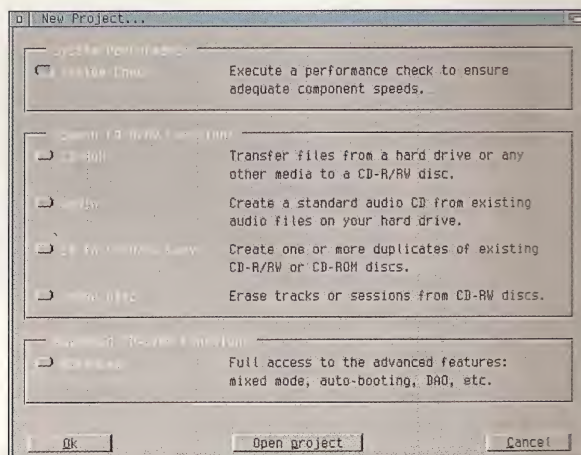 New Project...
Execute a performance check to ensure
adequate component speeds.
CD-R/RW
Transfer files from a hard drive or any
other media to a CD-R/RW disc.
Create a standard audio CD from existing
audio files on your hard drive.
Create one or more duplicates of existing
CD-R/RW or CD-ROM discs.
Erase tracks or sessions from CD-RW discs.
Full access to the advanced features:
mixed mode, auto-booting, DAO, etc.
Ok
Open project
Cancel